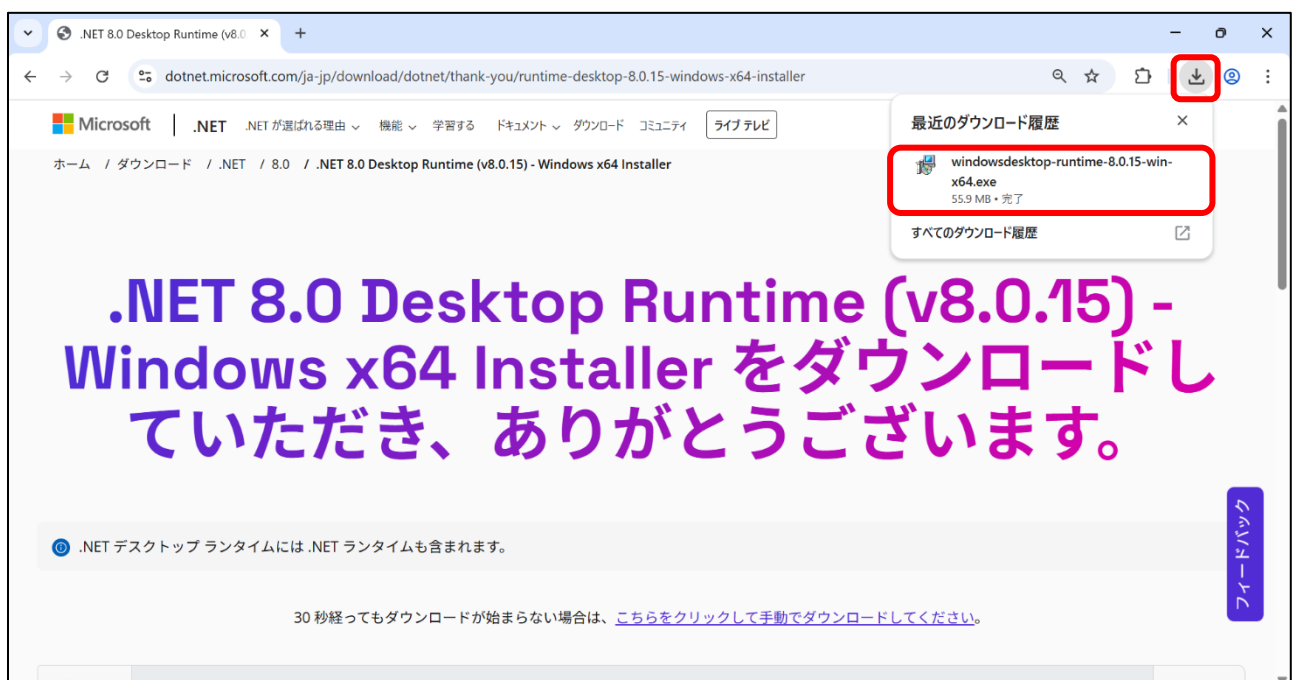 .NET 8.0 Desktop Runtime (v8.0
dotnet.microsoft.com/ja-jp/download/dotnet/thank-you/runtime-desktop-8.0.15-windows-x64-installer
Microsoft .NET .NET が選ばれる理由 機能 学習する ドキュメント ダウンロード コミュニティ ライブ テレビ
ホーム / ダウンロード / .NET / 8.0 / .NET 8.0 Desktop Runtime (v8.0.15) - Windows x64 Installer
最近のダウンロード履歴
windowsdesktop-runtime-8.0.15-win-
x64.exe
55.9 MB • 完了
すべてのダウンロード履歴
.NET 8.0 Desktop Runtime (v8.0.15) -
Windows x64 Installer をダウンロードし
ていただき、ありがとうございます。
フィードバック
.NET デスクトップ ランタイムには .NET ランタイムも含まれます。
30 秒経ってもダウンロードが始まらない場合は、こちらをクリックして手動でダウンロードしてください。